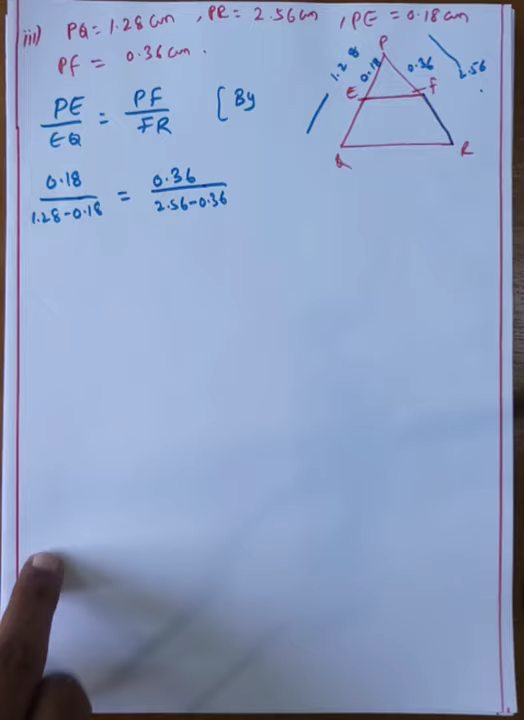 iii) PQ = 1.28 cm , PR = 2.56 cm , PE = 0.18 cm
PF = 0.36 cm .
P
1.28 0.18 0.36 2.56
E F
Q R
PE/EQ = PF/FR [ By
0.18/1.28-0.18 = 0.36/2.56-0.36